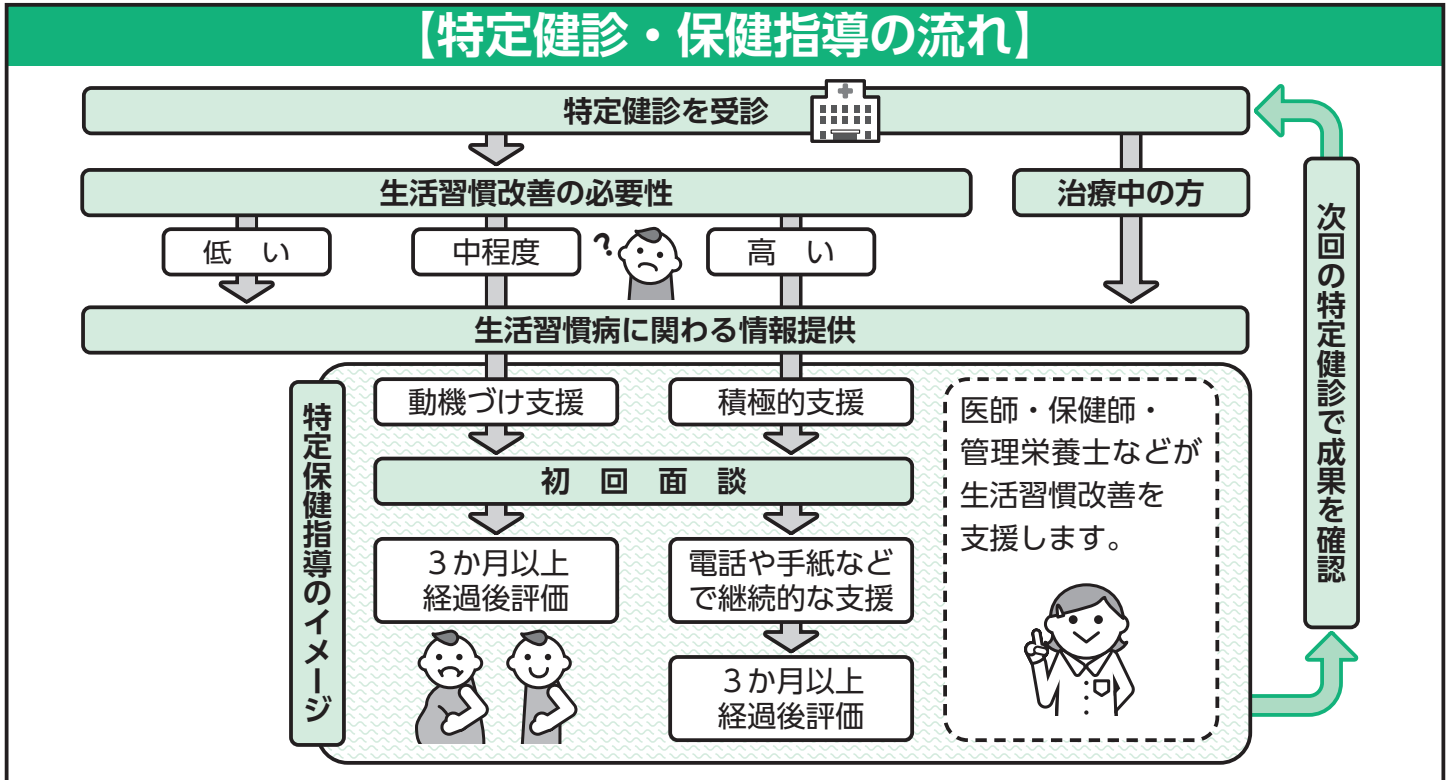 【特定健診・保健指導の流れ】
特定健診を受診
生活習慣改善の必要性
治療中の方
低　い
中程度
?
高　い
生活習慣病に関わる情報提供
特定保健指導のイメージ
動機づけ支援
積極的支援
初　回　面　談
３か月以上
経過後評価
電話や手紙など
で継続的な支援
３か月以上
経過後評価
医師・保健師・
管理栄養士などが
生活習慣改善を
支援します。
次回の特定健診で成果を確認